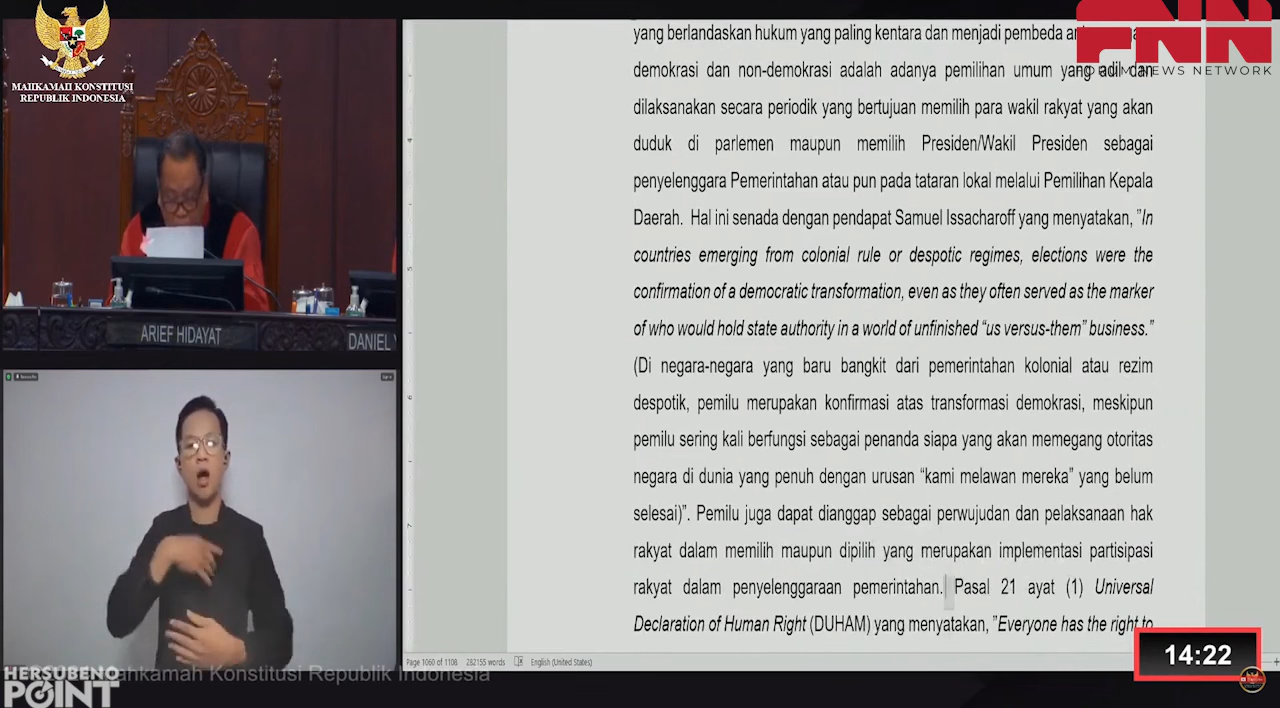 MAHKAMAH KONSTITUSI
REPUBLIK INDONESIA
FNN
FORUM NEWS NETWORK
yang berlandaskan hukum yang paling kentara dan menjadi pembeda
demokrasi dan non-demokrasi adalah adanya pemilihan umum yang adil dan
dilaksanakan secara periodik yang bertujuan memilih para wakil rakyat yang akan
duduk di parlemen maupun memilih Presiden/Wakil Presiden sebagai
penyelenggara Pemerintahan atau pun pada tataran lokal melalui Pemilihan Kepala
Daerah. Hal ini senada dengan pendapat Samuel Issacharoff yang menyatakan, ”In
countries emerging from colonial rule or despotic regimes, elections were the
confirmation of a democratic transformation, even as they often served as the marker
of who would hold state authority in a world of unfinished “us versus-them” business.”
(Di negara-negara yang baru bangkit dari pemerintahan kolonial atau rezim
despotik, pemilu merupakan konfirmasi atas transformasi demokrasi, meskipun
pemilu sering kali berfungsi sebagai penanda siapa yang akan memegang otoritas
negara di dunia yang penuh dengan urusan “kami melawan mereka” yang belum
selesai)”. Pemilu juga dapat dianggap sebagai perwujudan dan pelaksanaan hak
rakyat dalam memilih maupun dipilih yang merupakan implementasi partisipasi
rakyat dalam penyelenggaraan pemerintahan. Pasal 21 ayat (1) Universal
Declaration of Human Right (DUHAM) yang menyatakan, ”Everyone has the right to
Page 1060 of 1108 282155 words English (United States)
ARIEF HIDAYAT
DANIEL
HERSUBENO
POINT
ahkamah Konstitusi Republik Indonesia
14:22